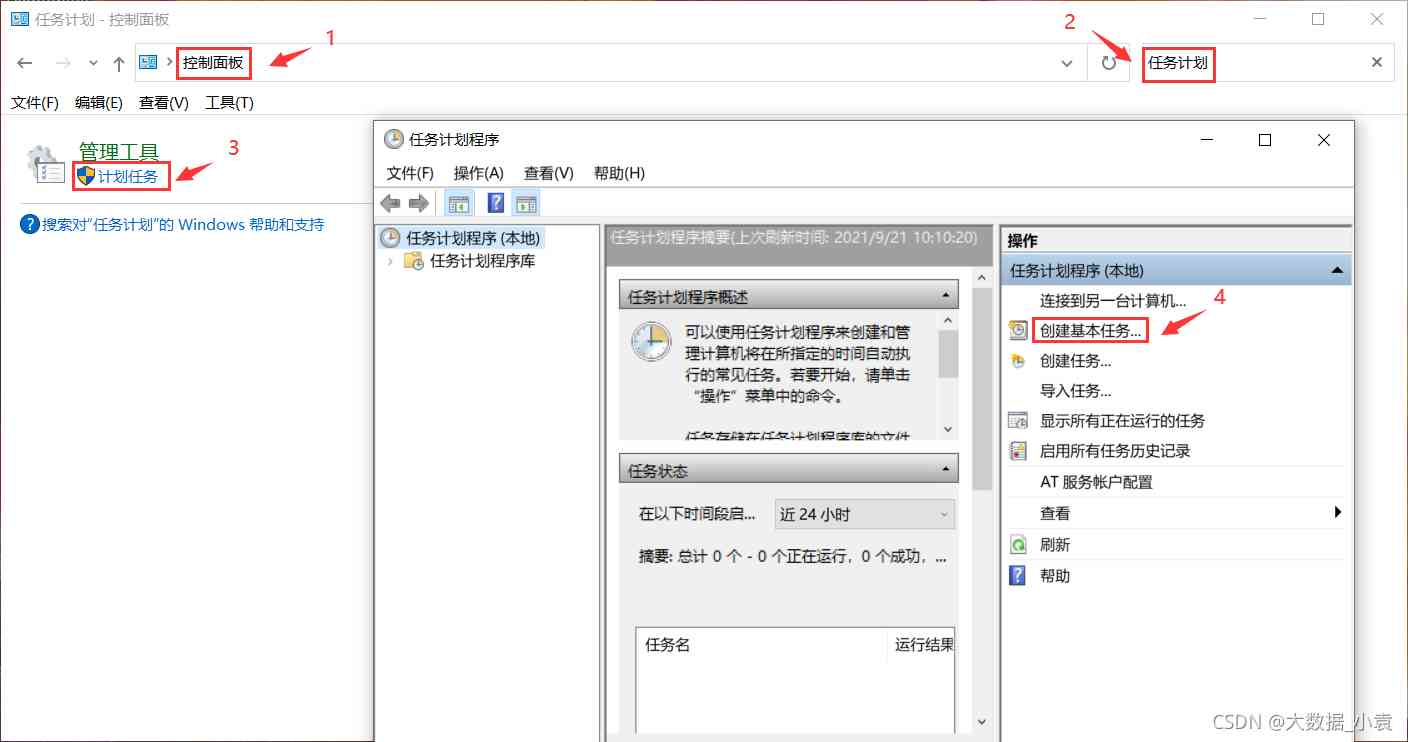 任务计划 - 控制面板
1
2
控制面板
任务计划
文件(F) 编辑(E) 查看(V) 工具(T)
管理工具
3
计划任务
搜索对“任务计划”的 Windows 帮助和支持
任务计划程序
文件(F) 操作(A) 查看(V) 帮助(H)
任务计划程序 (本地)
任务计划程序库
任务计划程序摘要(上次刷新时间: 2021/9/21 10:10:20)
任务计划程序概述
可以使用任务计划程序来创建和管
理计算机将在所指定的时间自动执
行的常见任务。若要开始，请单击
“操作”菜单中的命令。
任务存储在任务计划程序库的文件
任务状态
在以下时间段启... 近 24 小时
摘要: 总计 0 个 - 0 个正在运行，0 个成功，...
任务名 运行结果
操作
任务计划程序 (本地)
连接到另一台计算机...
4
创建基本任务...
创建任务...
导入任务...
显示所有正在运行的任务
启用所有任务历史记录
AT 服务帐户配置
查看
刷新
帮助
CSDN @大数据_小袁